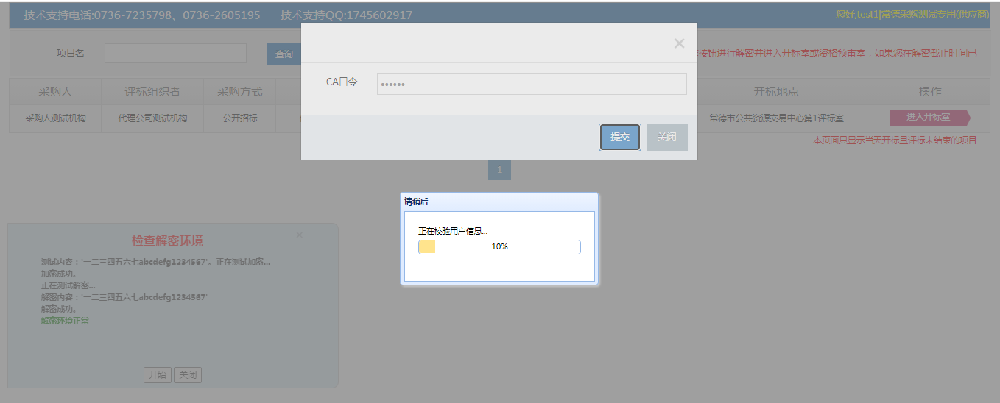 技术支持电话:0736-7235798、0736-2605195 技术支持QQ:1745602917 您好,test1|常德采购测试专用(供应商)
项目名 查询 按钮进行解密并进入开标室或资格预审室，如果您在解密截止时间已
×
CA口令 ••••••
采购人 评标组织者 采购方式 开标地点 操作
采购人测试机构 代理公司测试机构 公开招标 常德市公共资源交易中心第1评标室 进入开标室
提交 关闭
本页面只显示当天开标且评标未结束的项目
1
请稍后
正在校验用户信息...
10%
检查解密环境 ×
测试内容：'一二三四五六七abcdefg1234567'。正在测试加密...
加密成功。
正在测试解密...
解密内容：'一二三四五六七abcdefg1234567'
解密成功。
解密环境正常
开始 关闭